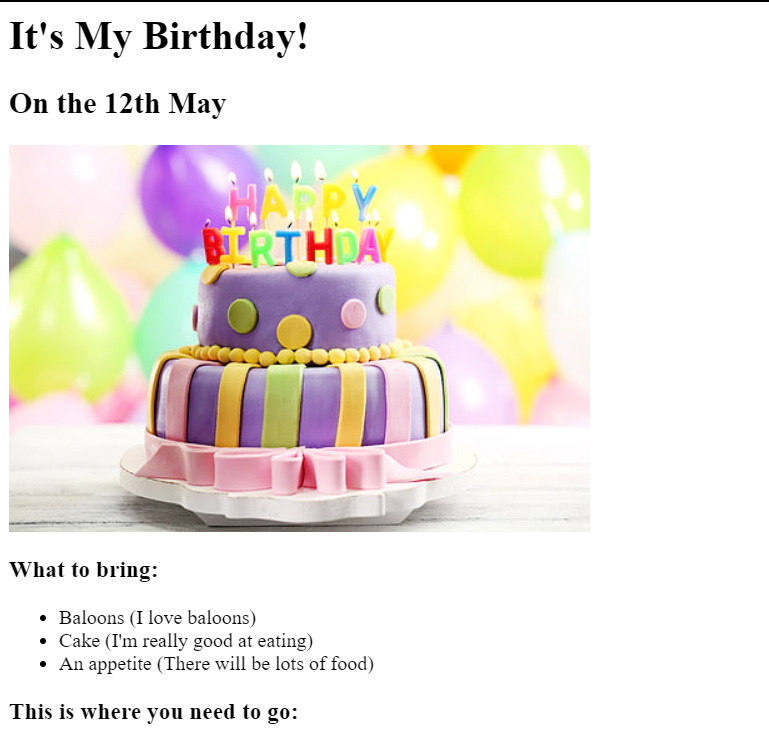 It's My Birthday!
On the 12th May
HAPPY
BIRTHDAY
What to bring:
Baloons (I love baloons)
Cake (I'm really good at eating)
An appetite (There will be lots of food)
This is where you need to go: